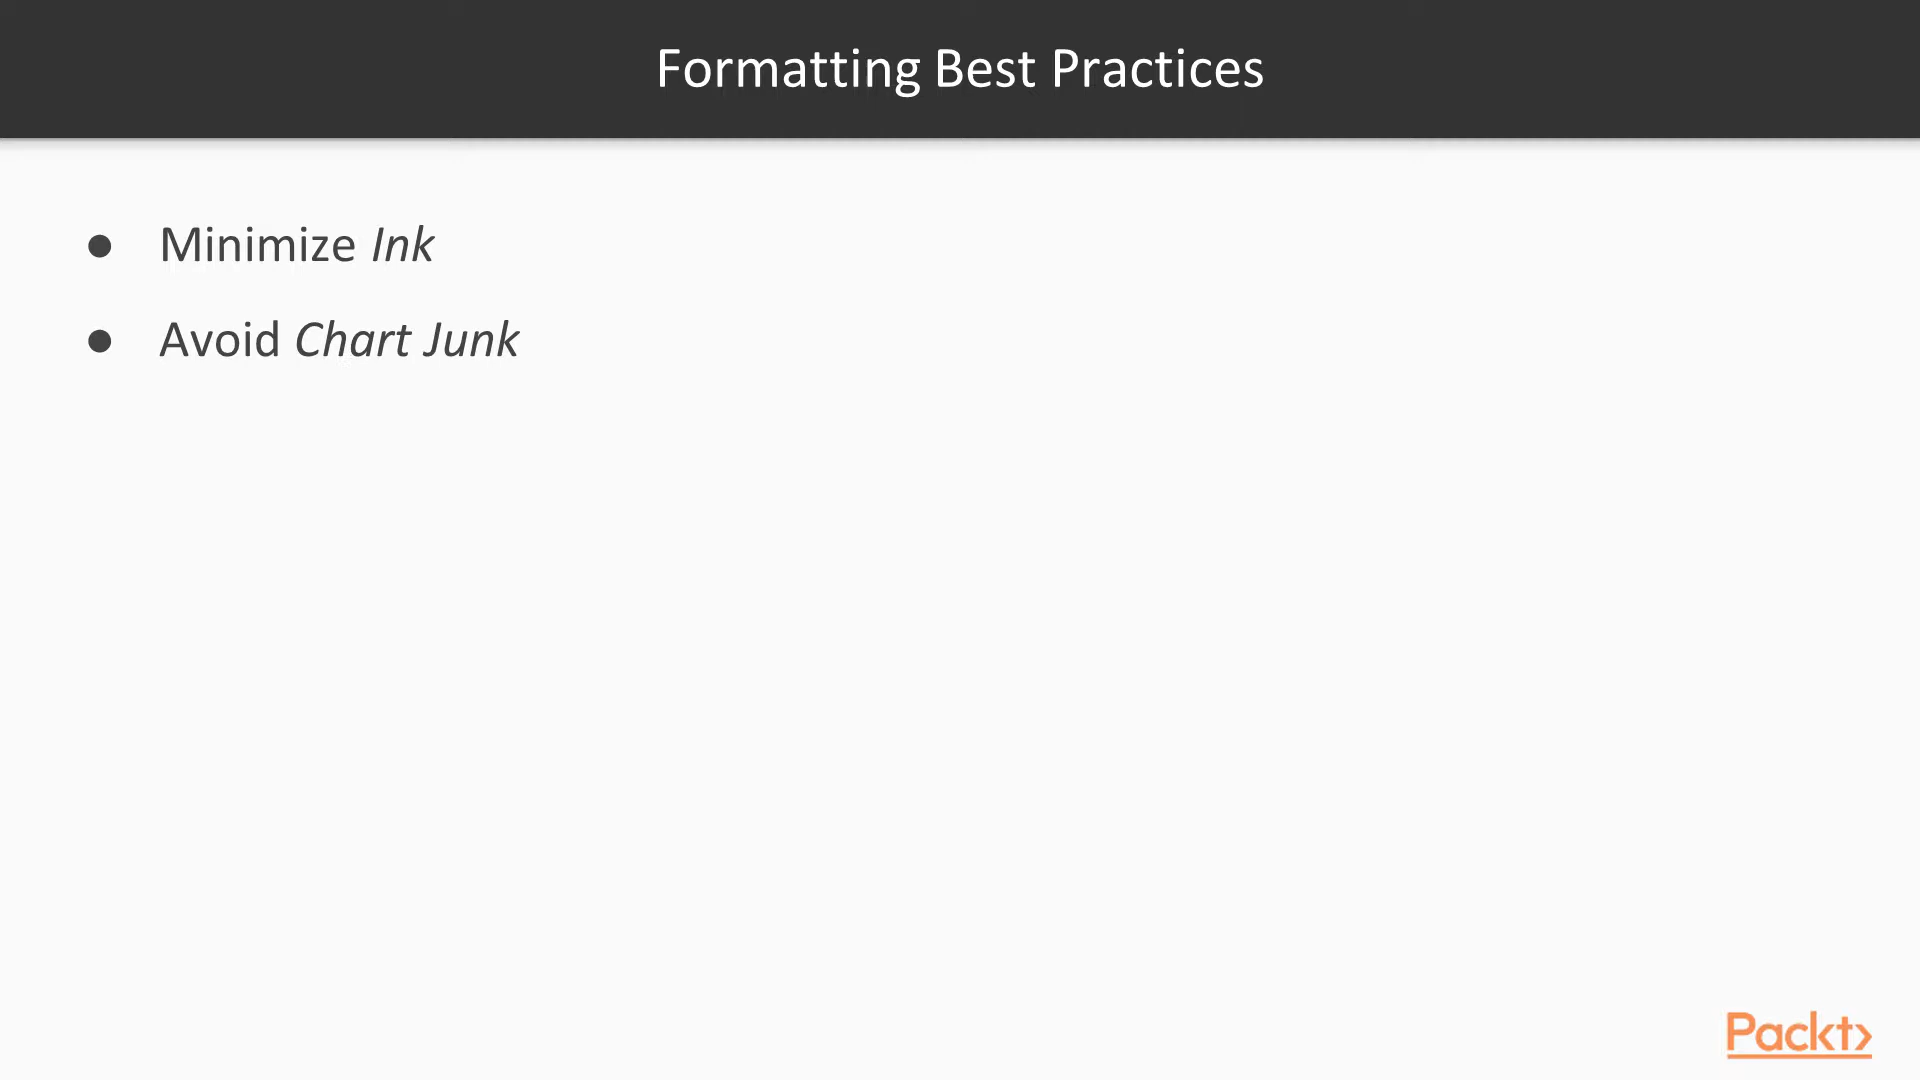 Formatting Best Practices
● Minimize Ink
● Avoid Chart Junk
Packt>